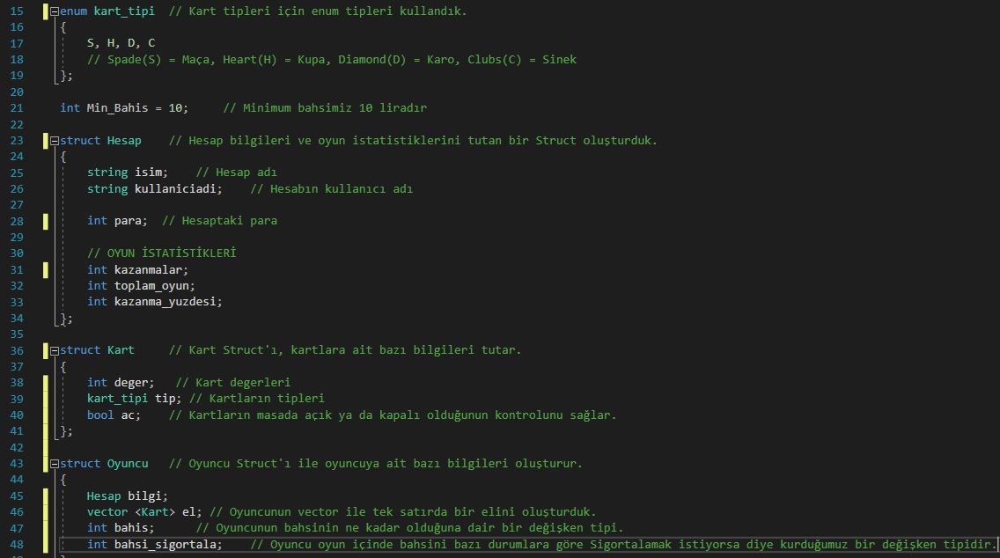 15 enum kart_tipi // Kart tipleri için enum tipleri kullandık.
16 {
17 S, H, D, C
18 // Spade(S) = Maça, Heart(H) = Kupa, Diamond(D) = Karo, Clubs(C) = Sinek
19 };
20
21 int Min_Bahis = 10; // Minimum bahsimiz 10 liradır
22
23 struct Hesap // Hesap bilgileri ve oyun istatistiklerini tutan bir Struct oluşturduk.
24 {
25 string isim; // Hesap adı
26 string kullaniciadi; // Hesabın kullanıcı adı
27
28 int para; // Hesaptaki para
29
30 // OYUN İSTATİSTİKLERİ
31 int kazanmalar;
32 int toplam_oyun;
33 int kazanma_yuzdesi;
34 };
35
36 struct Kart // Kart Struct'ı, kartlara ait bazı bilgileri tutar.
37 {
38 int deger; // Kart degerleri
39 kart_tipi tip; // Kartların tipleri
40 bool ac; // Kartların masada açık ya da kapalı olduğunun kontrolunu sağlar.
41 };
42
43 struct Oyuncu // Oyuncu Struct'ı ile oyuncuya ait bazı bilgileri oluşturur.
44 {
45 Hesap bilgi;
46 vector <Kart> el; // Oyuncunun vector ile tek satırda bir elini oluşturduk.
47 int bahis; // Oyuncunun bahsinin ne kadar olduğuna dair bir değişken tipi.
48 int bahsi_sigortala; // Oyuncu oyun içinde bahsini bazı durumlara göre Sigortalamak istiyorsa diye kurduğumuz bir değişken tipidir.